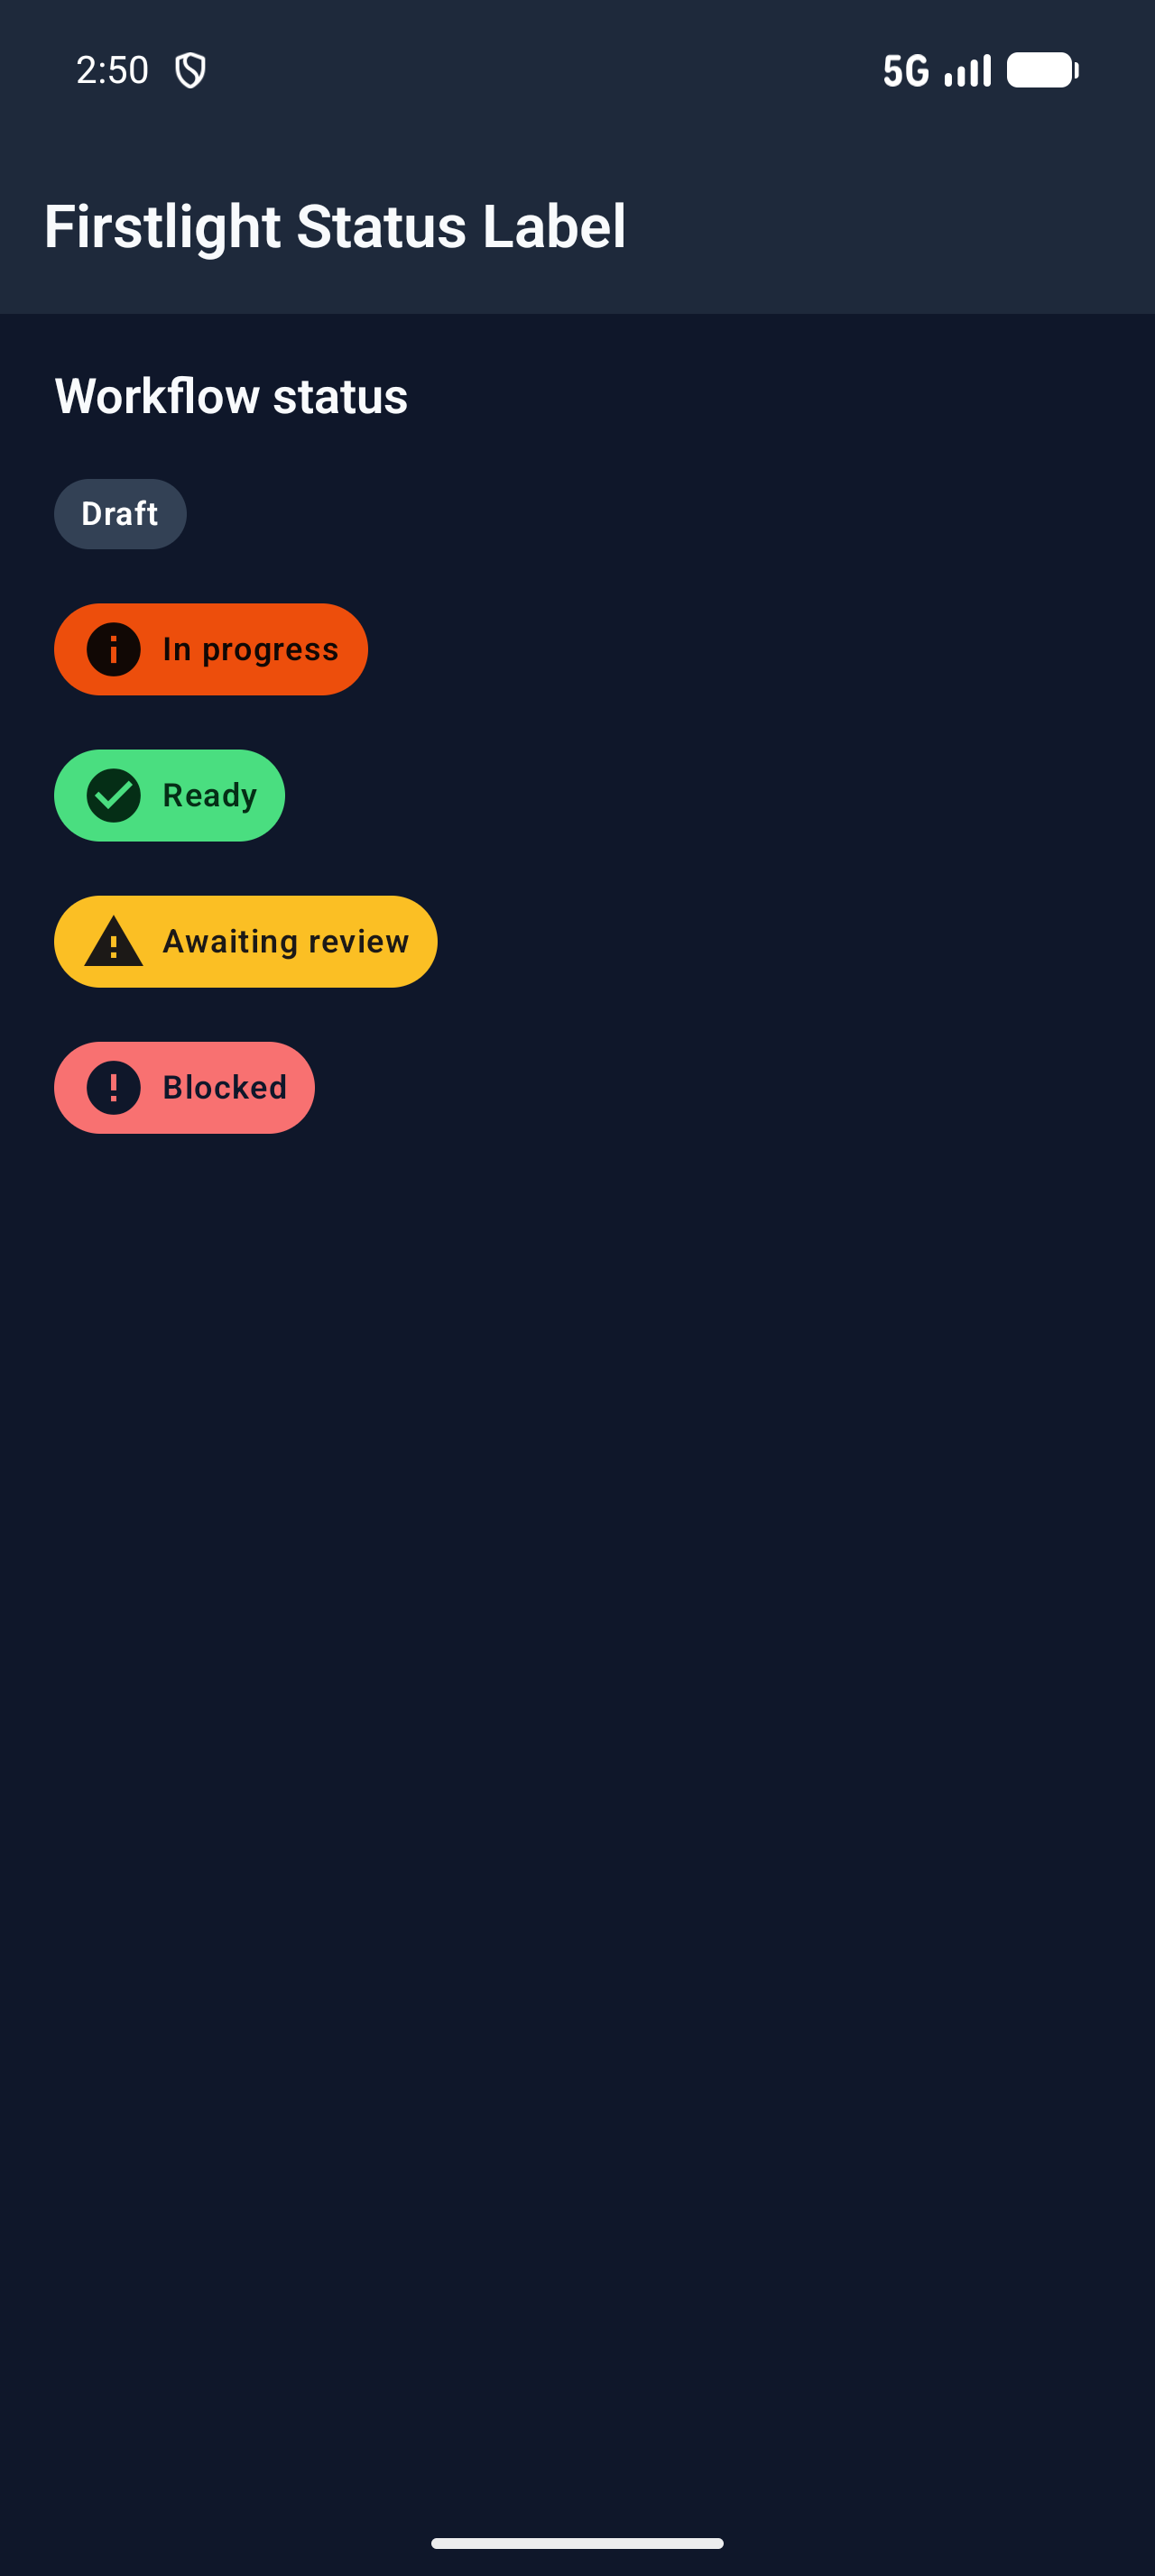 2:50
5G
Firstlight Status Label
Workflow status
Draft
In progress
Ready
Awaiting review
Blocked